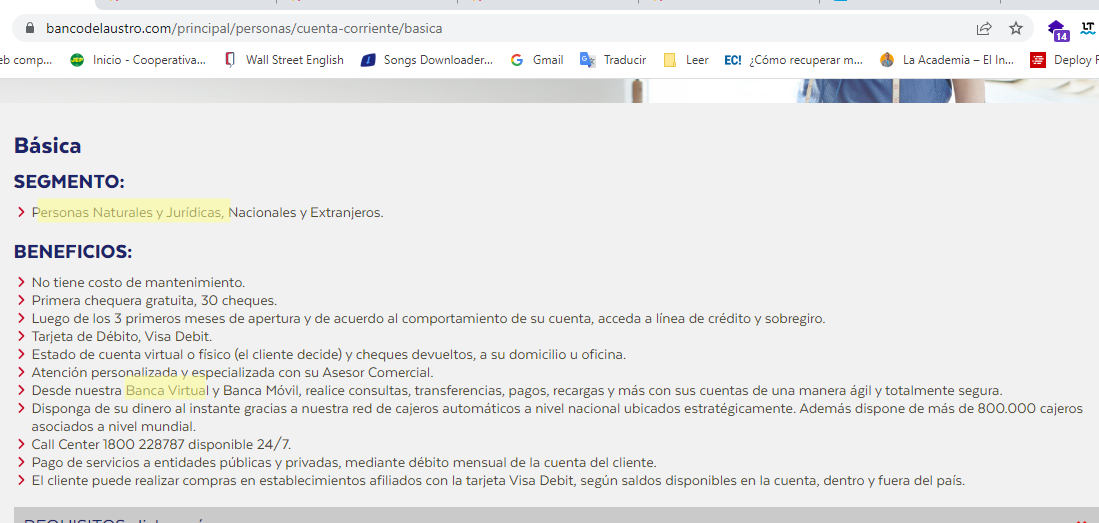 bancodelaustro.com/principal/personas/cuenta-corriente/basica
14
LT
eb comp... JEP Inicio - Cooperativa... Wall Street English Songs Downloader... G Gmail Traducir Leer EC! ¿Cómo recuperar m... La Academia – El In... Deploy
Básica
SEGMENTO:
Personas Naturales y Jurídicas, Nacionales y Extranjeros.
BENEFICIOS:
No tiene costo de mantenimiento.
Primera chequera gratuita, 30 cheques.
Luego de los 3 primeros meses de apertura y de acuerdo al comportamiento de su cuenta, acceda a línea de crédito y sobregiro.
Tarjeta de Débito, Visa Debit.
Estado de cuenta virtual o físico (el cliente decide) y cheques devueltos, a su domicilio u oficina.
Atención personalizada y especializada con su Asesor Comercial.
Desde nuestra Banca Virtual y Banca Móvil, realice consultas, transferencias, pagos, recargas y más con sus cuentas de una manera ágil y totalmente segura.
Disponga de su dinero al instante gracias a nuestra red de cajeros automáticos a nivel nacional ubicados estratégicamente. Además dispone de más de 800.000 cajeros
asociados a nivel mundial.
Call Center 1800 228787 disponible 24/7.
Pago de servicios a entidades públicas y privadas, mediante débito mensual de la cuenta del cliente.
El cliente puede realizar compras en establecimientos afiliados con la tarjeta Visa Debit, según saldos disponibles en la cuenta, dentro y fuera del país.